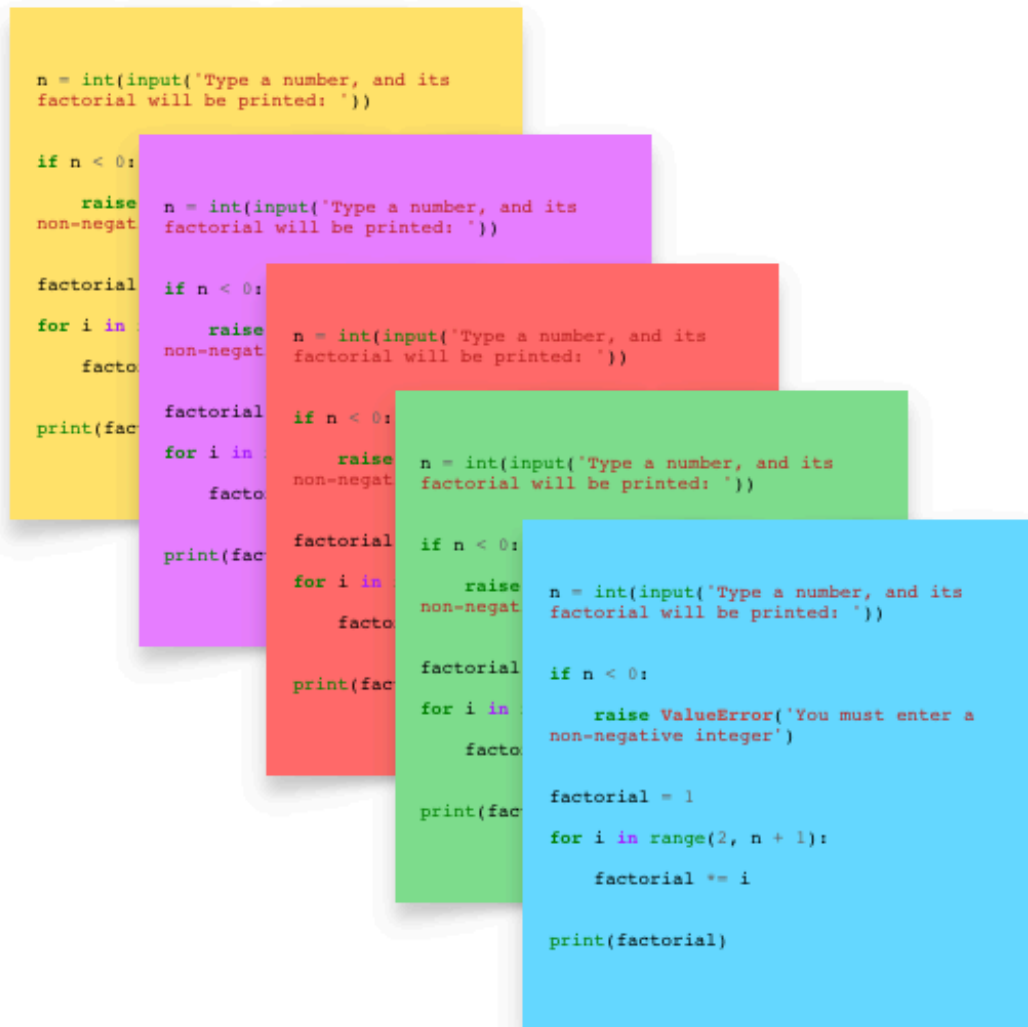 n = int(input('Type a number, and its
factorial will be printed: '))
if n < 0:
raise
non-negat
factorial
for i in
facto
print(fac
n = int(input('Type a number, and its
factorial will be printed: '))
if n < 0:
raise
non-negat
factorial
for i in
facto
print(fac
n = int(input('Type a number, and its
factorial will be printed: '))
if n < 0:
raise
non-negat
factorial
for i in
facto
print(fac
n = int(input('Type a number, and its
factorial will be printed: '))
if n < 0:
raise
non-negat
factorial
for i in
facto
print(fac
n = int(input('Type a number, and its
factorial will be printed: '))
if n < 0:
    raise ValueError('You must enter a
non-negative integer')
factorial = 1
for i in range(2, n + 1):
    factorial *= i
print(factorial)